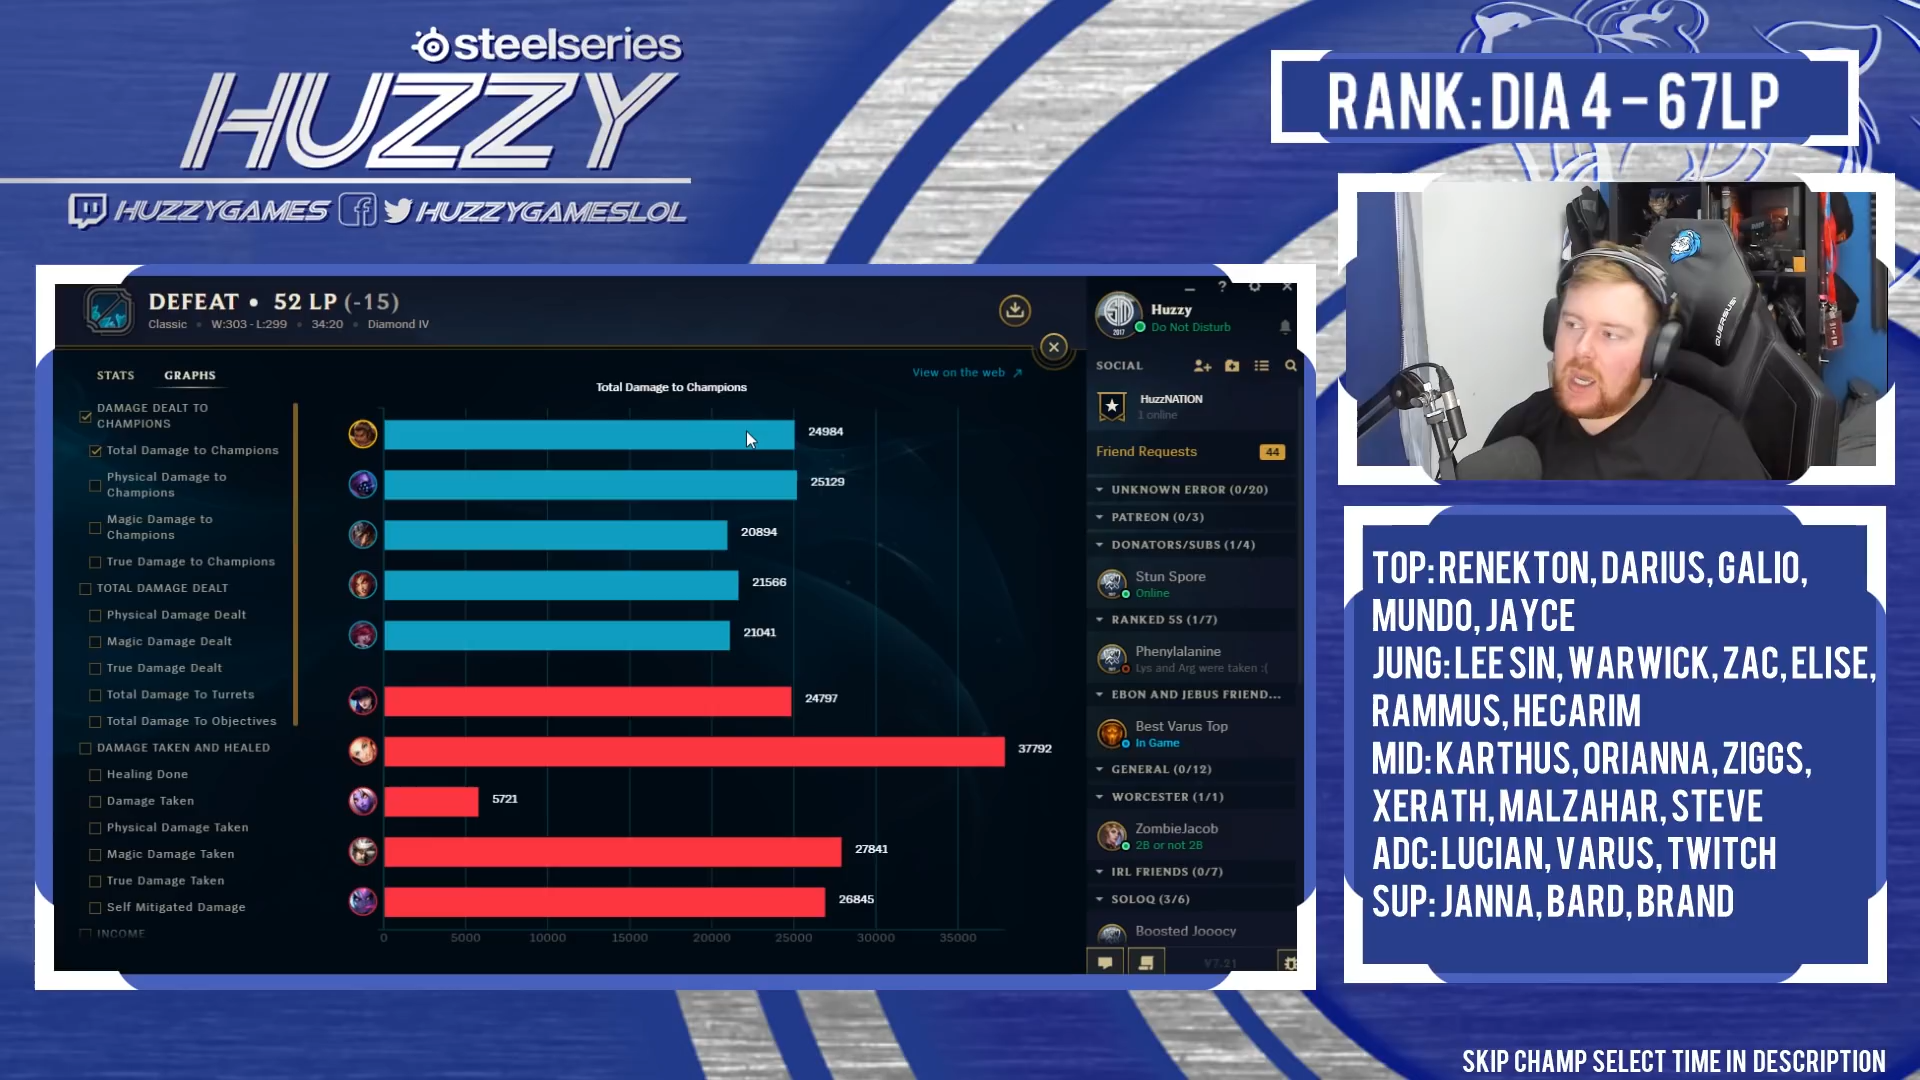 steelseries
HUZZY
HUZZYGAMES HUZZYGAMESLOL
RANK: DIA 4 - 67LP
DEFEAT • 52 LP (-15)
Classic • W:303 - L:299 • 34:20 • Diamond IV
STATS GRAPHS
View on the web
Total Damage to Champions
DAMAGE DEALT TO
CHAMPIONS
Total Damage to Champions
Physical Damage to
Champions
Magic Damage to
Champions
True Damage to Champions
TOTAL DAMAGE DEALT
Physical Damage Dealt
Magic Damage Dealt
True Damage Dealt
Total Damage To Turrets
Total Damage To Objectives
DAMAGE TAKEN AND HEALED
Healing Done
Damage Taken
Physical Damage Taken
Magic Damage Taken
True Damage Taken
Self Mitigated Damage
INCOME
24984
25129
20894
21566
21041
24797
37792
5721
27841
26845
0 5000 10000 15000 20000 25000 30000 35000
2017
Huzzy
Do Not Disturb
SOCIAL
HuzzNATION
1 online
Friend Requests 44
UNKNOWN ERROR (0/20)
PATREON (0/3)
DONATORS/SUBS (1/4)
Stun Spore
Online
RANKED 5S (1/7)
Phenylalanine
Lys and Arg were taken :(
EBON AND JEBUS FRIEND...
Best Varus Top
In Game
GENERAL (0/12)
WORCESTER (1/1)
ZombieJacob
2B or not 2B
IRL FRIENDS (0/7)
SOLOQ (3/6)
Boosted Jooocy
V7.21
QUERSUS
TOP: RENEKTON, DARIUS, GALIO,
MUNDO, JAYCE
JUNG: LEE SIN, WARWICK, ZAC, ELISE,
RAMMUS, HECARIM
MID: KARTHUS, ORIANNA, ZIGGS,
XERATH, MALZAHAR, STEVE
ADC: LUCIAN, VARUS, TWITCH
SUP: JANNA, BARD, BRAND
SKIP CHAMP SELECT TIME IN DESCRIPTION